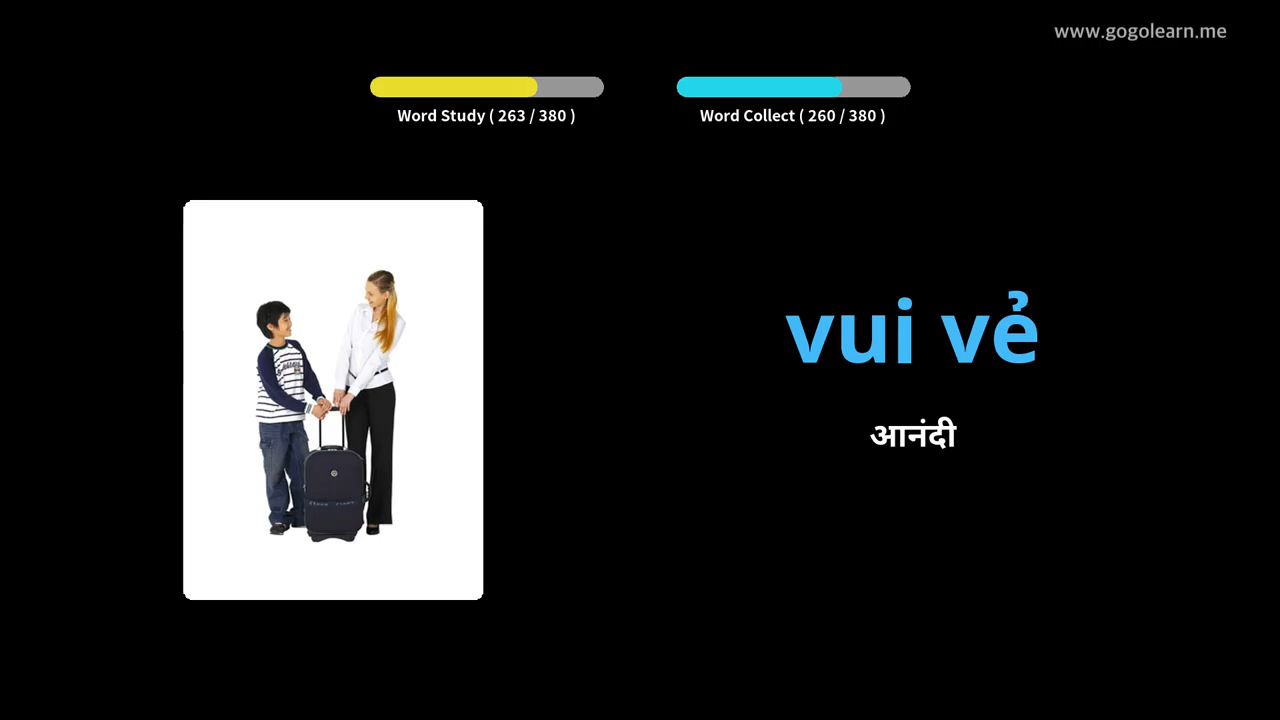 www.gogolearn.me
Word Study ( 263 / 380 )
Word Collect ( 260 / 380 )
vui vẻ
आनंदी